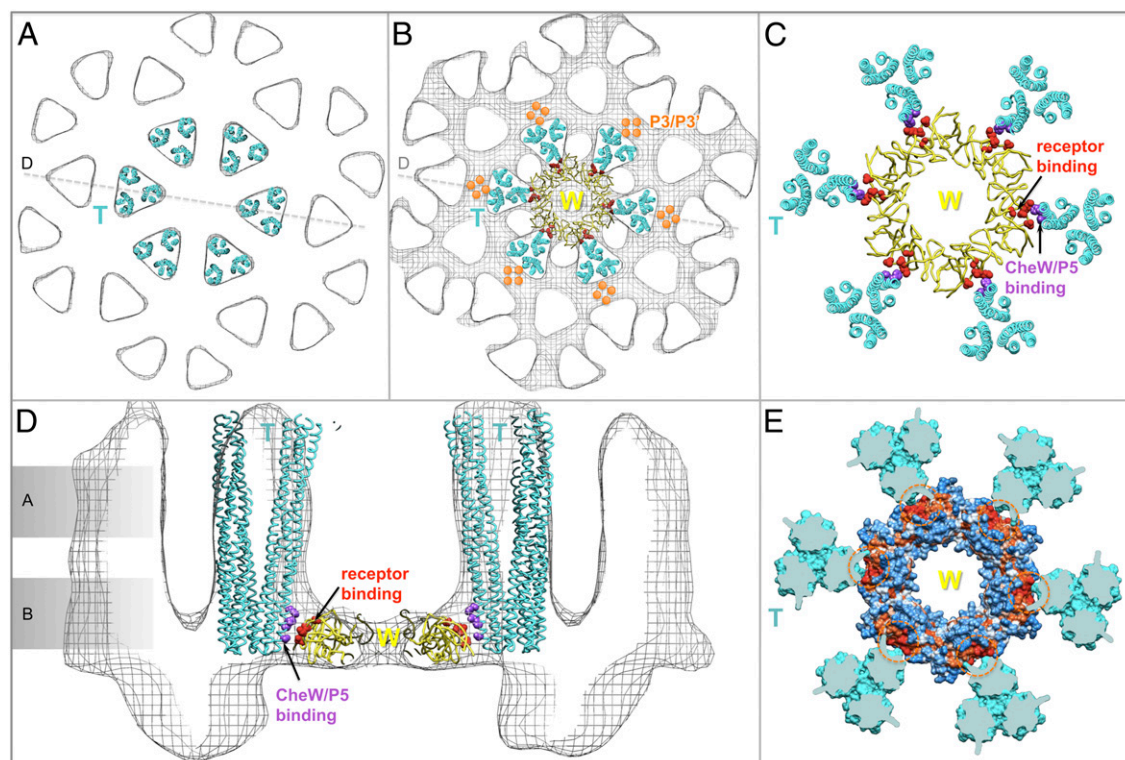 A
D
T
B
D
P3/P3'
T
W
C
receptor
binding
T
W
CheW/P5
binding
D
T
T
A
B
receptor
binding
W
CheW/P5
binding
E
W
T